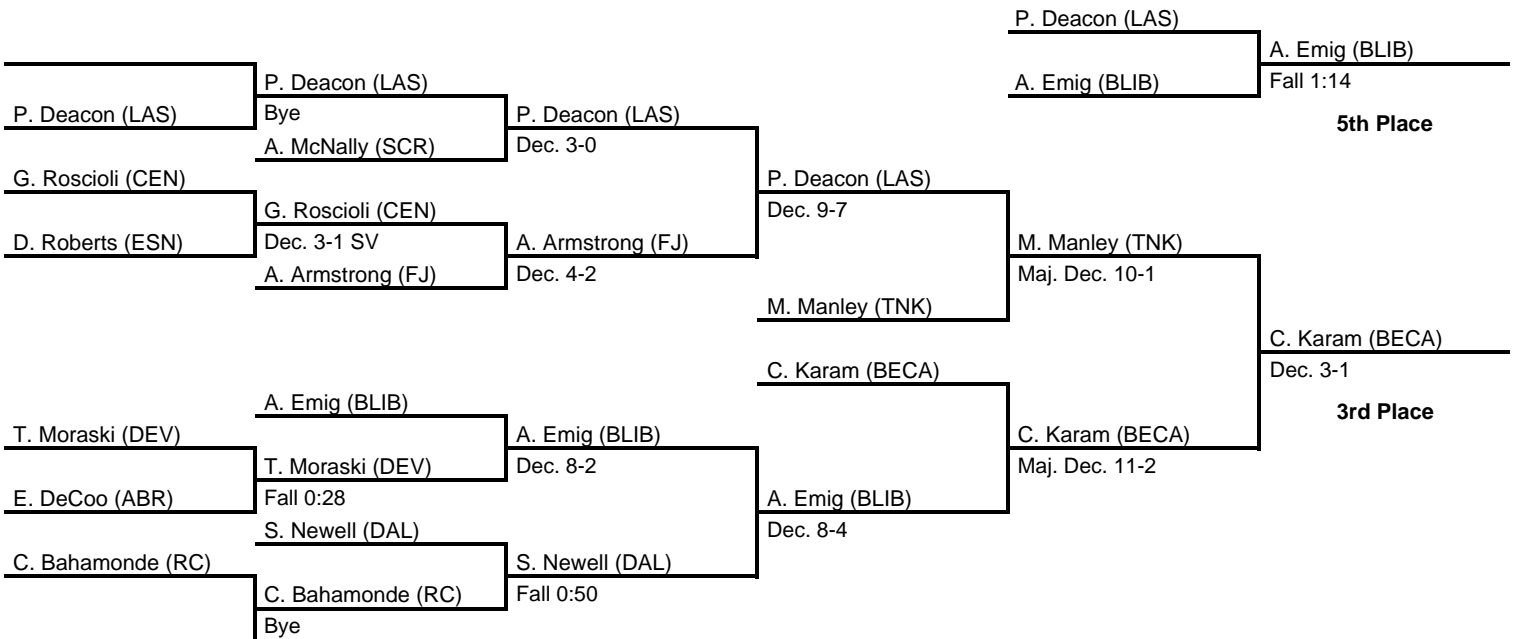 P. Deacon (LAS)
A. Emig (BLIB)
P. Deacon (LAS)
A. Emig (BLIB)
Fall 1:14
P. Deacon (LAS)
Bye
P. Deacon (LAS)
5th Place
A. McNally (SCR)
Dec. 3-0
G. Roscioli (CEN)
P. Deacon (LAS)
G. Roscioli (CEN)
Dec. 9-7
D. Roberts (ESN)
Dec. 3-1 SV
A. Armstrong (FJ)
M. Manley (TNK)
A. Armstrong (FJ)
Dec. 4-2
Maj. Dec. 10-1
M. Manley (TNK)
C. Karam (BECA)
C. Karam (BECA)
Dec. 3-1
A. Emig (BLIB)
3rd Place
T. Moraski (DEV)
A. Emig (BLIB)
C. Karam (BECA)
T. Moraski (DEV)
Dec. 8-2
Maj. Dec. 11-2
E. DeCoo (ABR)
Fall 0:28
A. Emig (BLIB)
S. Newell (DAL)
Dec. 8-4
C. Bahamonde (RC)
S. Newell (DAL)
C. Bahamonde (RC)
Fall 0:50
Bye